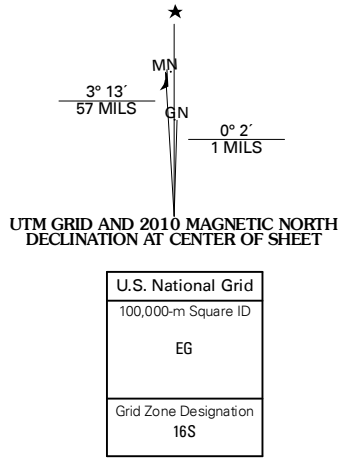 MN
3° 13´
57 MILS
GN
0° 2´
1 MILS
UTM GRID AND 2010 MAGNETIC NORTH
DECLINATION AT CENTER OF SHEET
U.S. National Grid
100,000-m Square ID
EG
Grid Zone Designation
16S